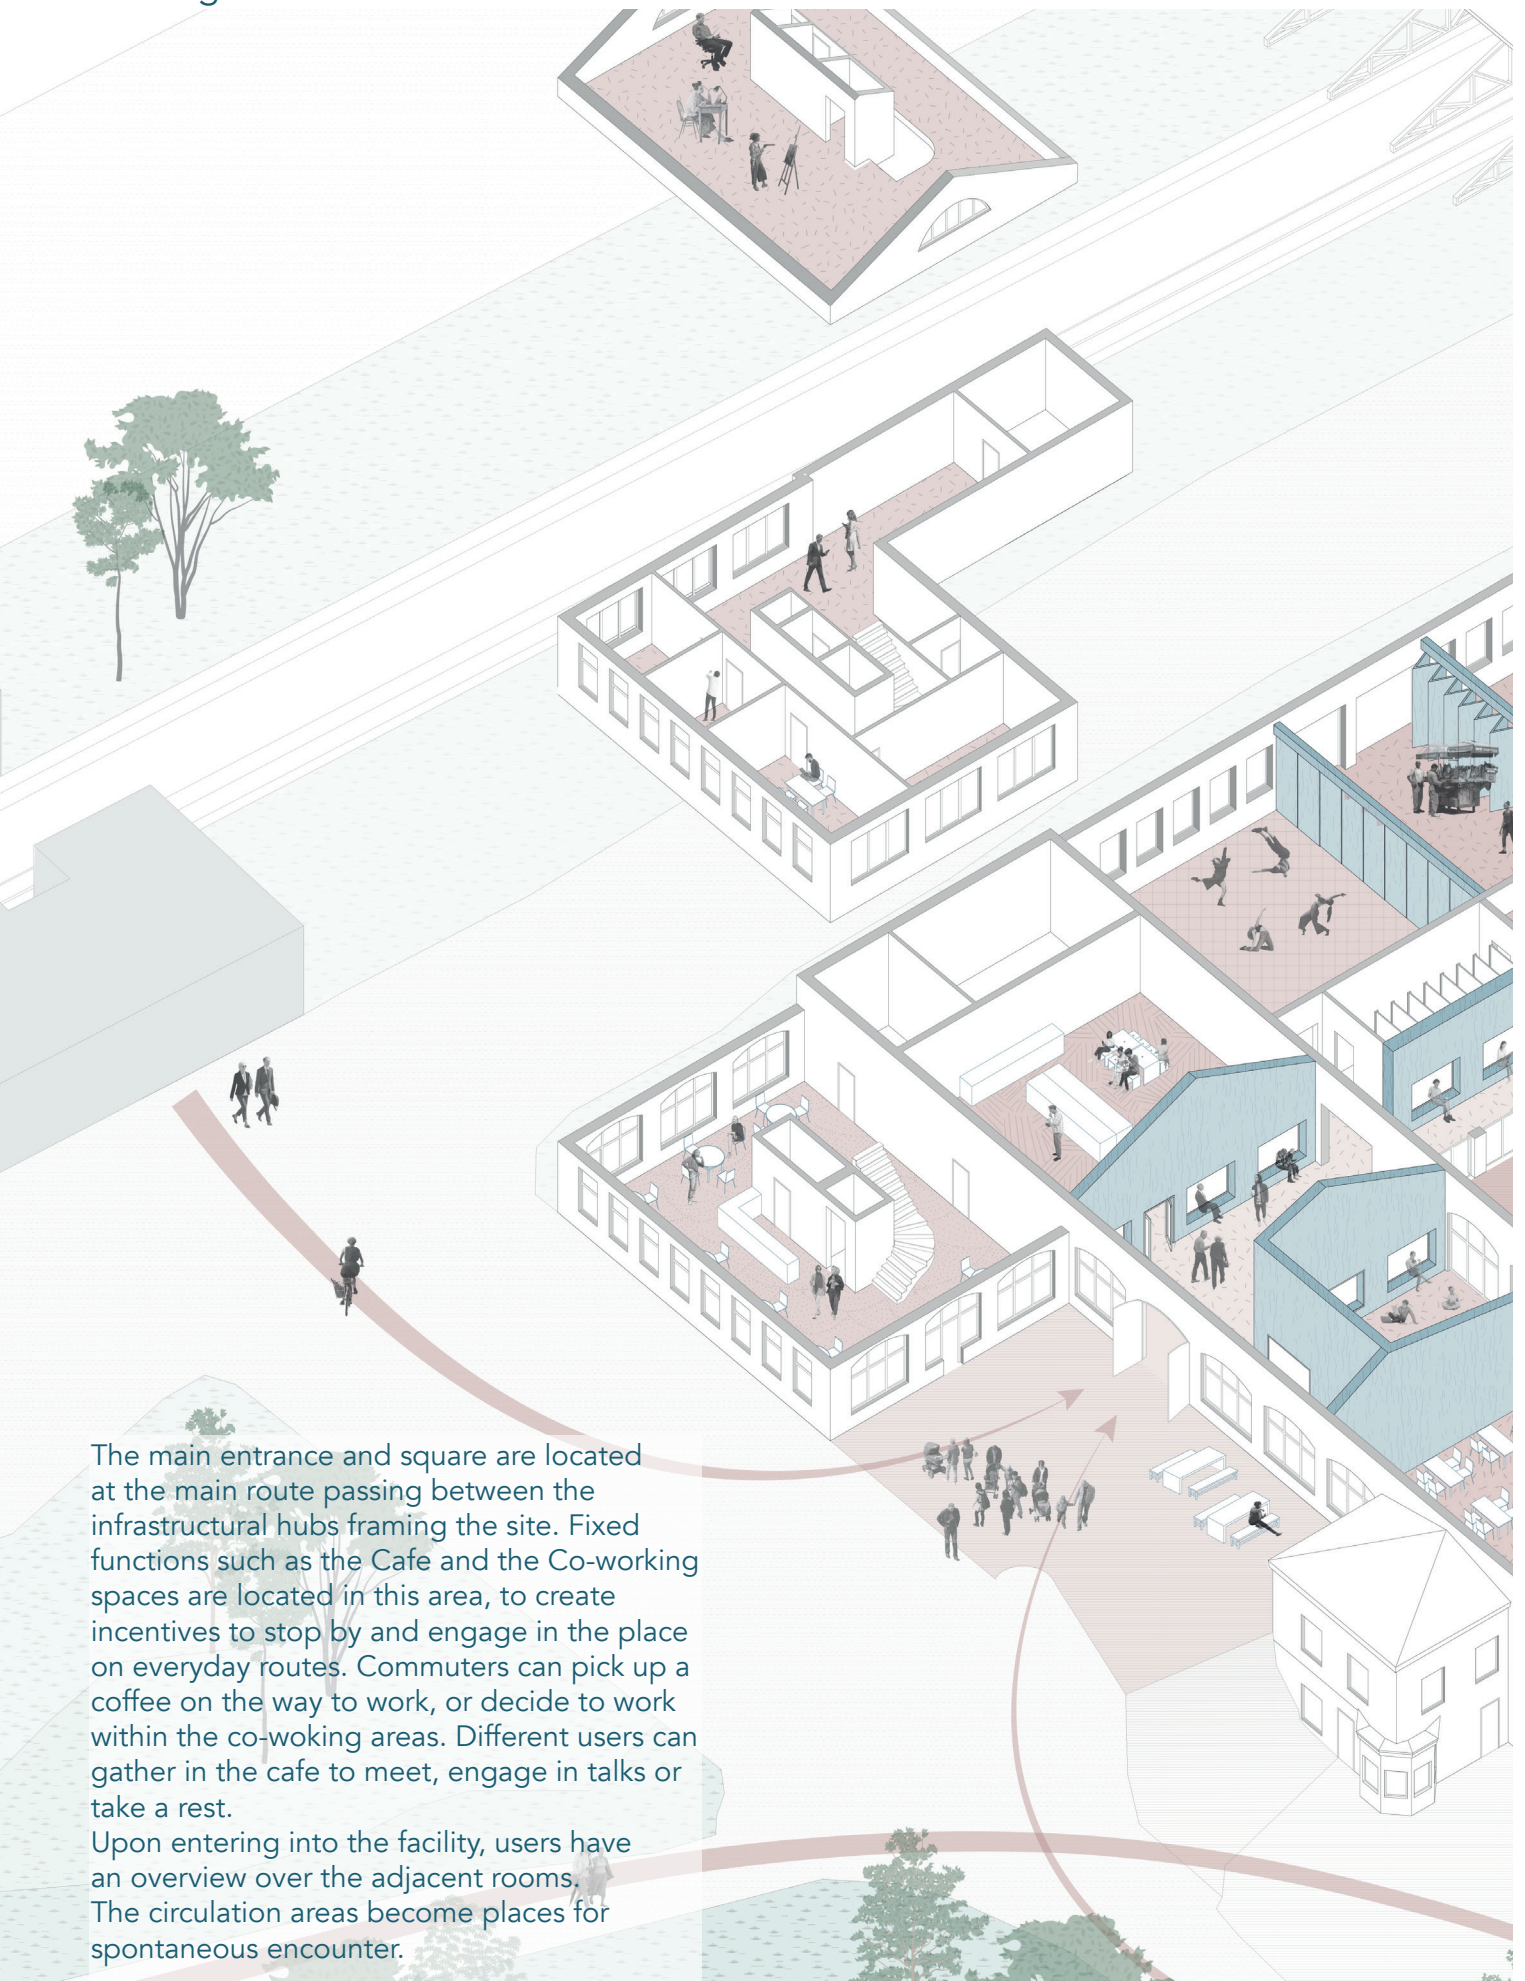 The main entrance and square are located
at the main route passing between the
infrastructural hubs framing the site. Fixed
functions such as the Cafe and the Co-working
spaces are located in this area, to create
incentives to stop by and engage in the place
on everyday routes. Commuters can pick up a
coffee on the way to work, or decide to work
within the co-woking areas. Different users can
gather in the cafe to meet, engage in talks or
take a rest.
Upon entering into the facility, users have
an overview over the adjacent rooms.
The circulation areas become places for
spontaneous encounter.